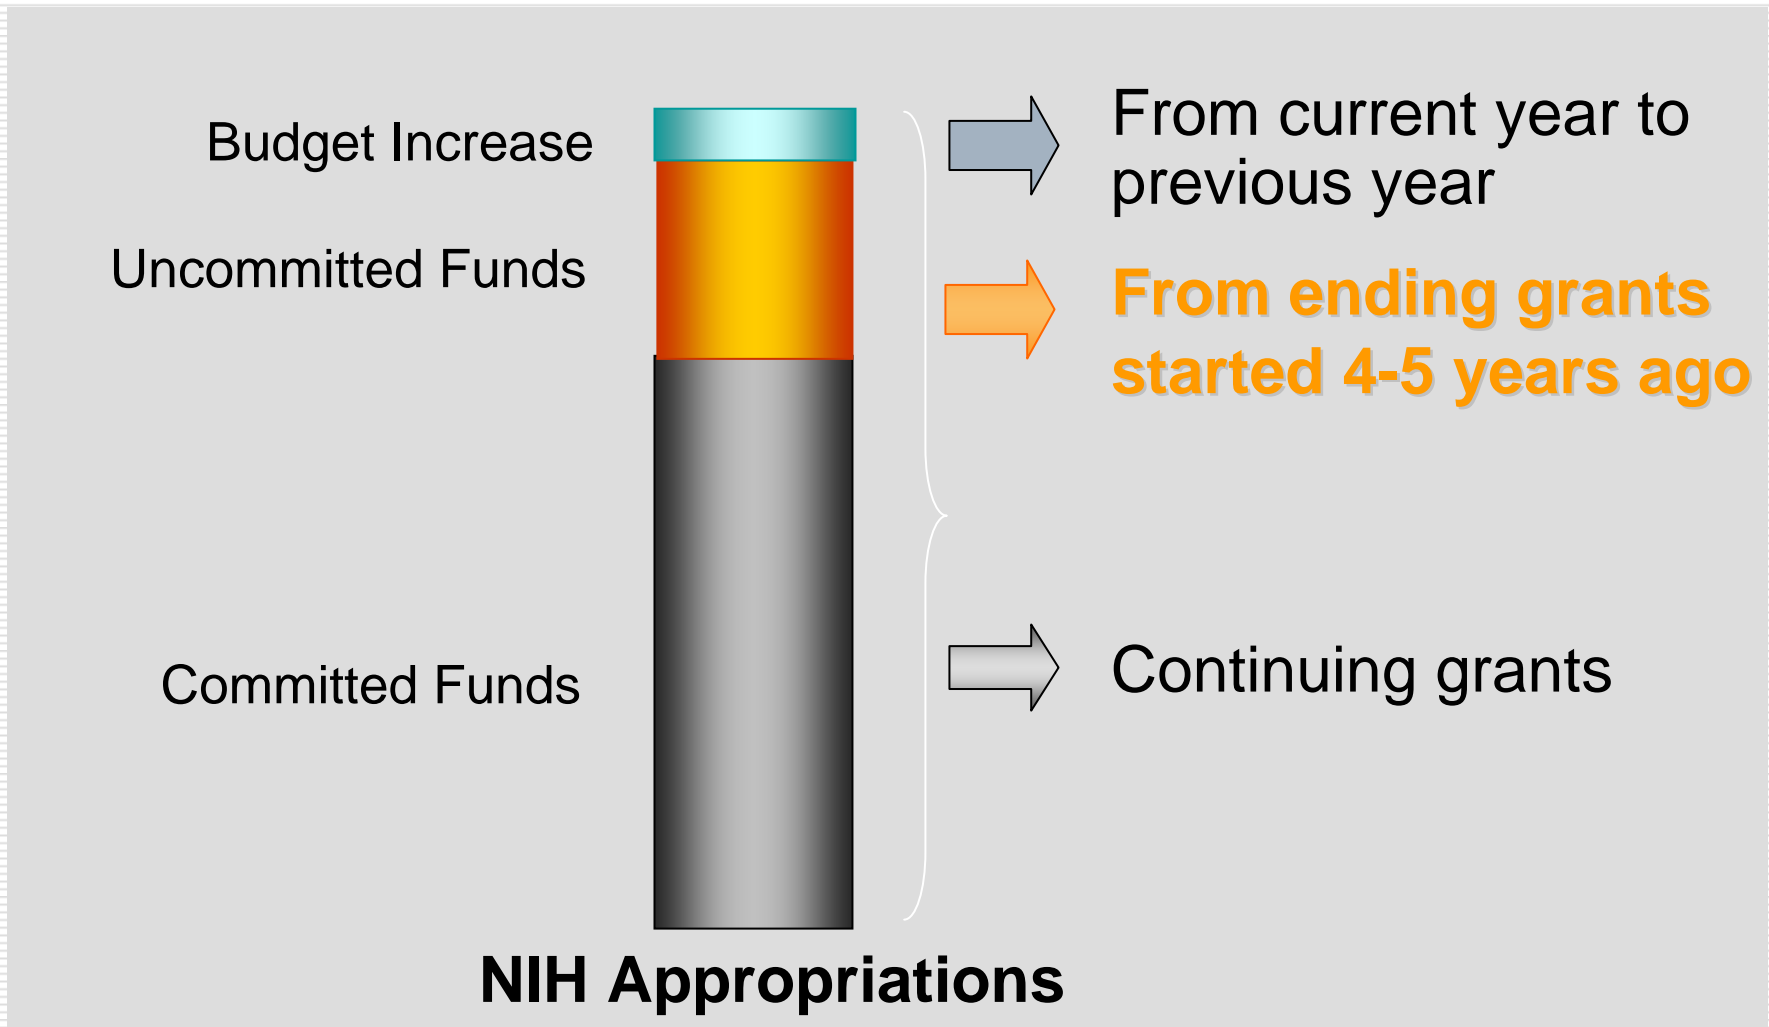 Budget Increase
From current year to
previous year
Uncommitted Funds
From ending grants
started 4-5 years ago
Committed Funds
Continuing grants
NIH Appropriations